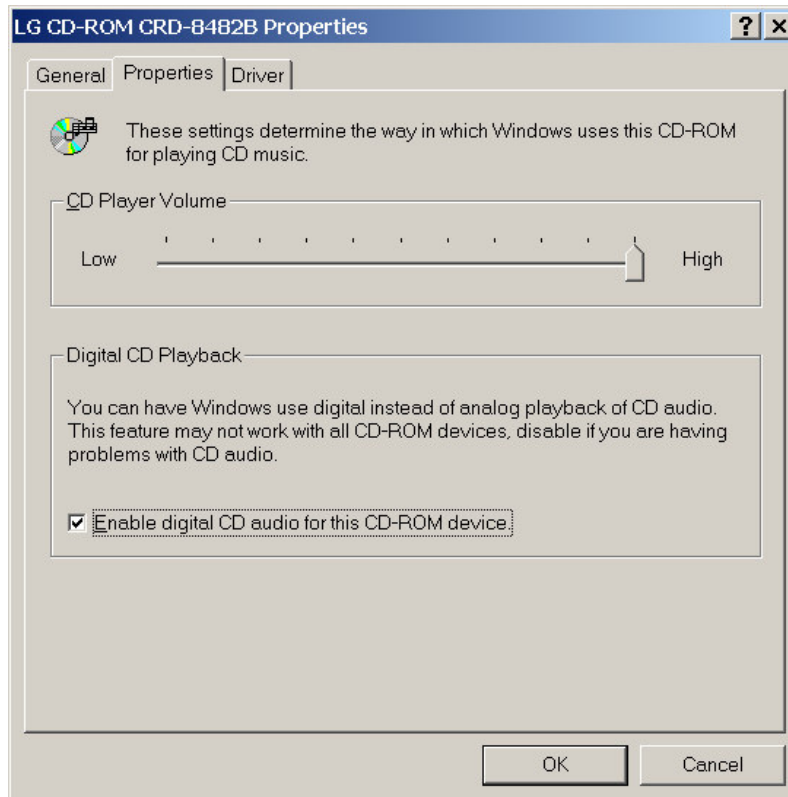 LG CD-ROM CRD-8482B Properties
General Properties Driver
These settings determine the way in which Windows uses this CD-ROM
for playing CD music.
CD Player Volume
Low High
Digital CD Playback
You can have Windows use digital instead of analog playback of CD audio.
This feature may not work with all CD-ROM devices, disable if you are having
problems with CD audio.
Enable digital CD audio for this CD-ROM device.
OK Cancel